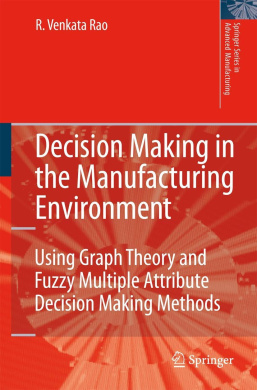 R. Venkata Rao
Springer Series in
Advanced Manufacturing
Decision Making in
the Manufacturing
Environment
Using Graph Theory and
Fuzzy Multiple Attribute
Decision Making Methods
Springer